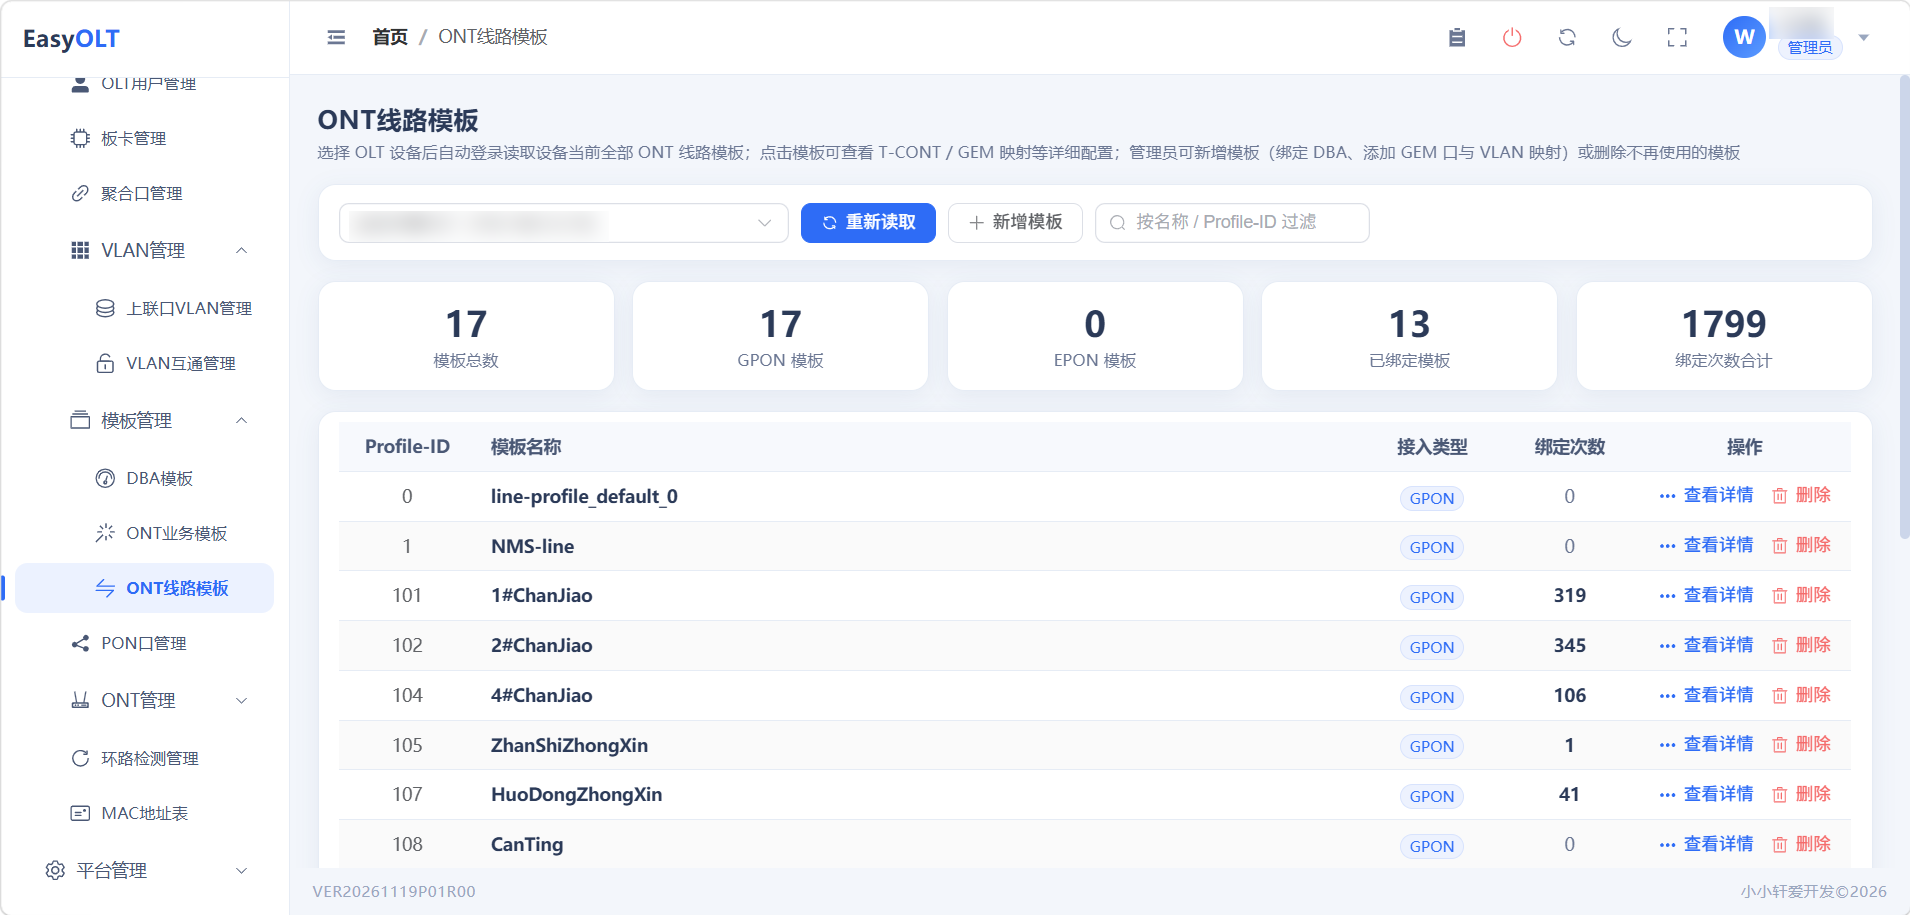 EasyOLT
首页 / ONT线路模板
W
管理员
OLT用户管理
板卡管理
聚合口管理
VLAN管理
上联口VLAN管理
VLAN互通管理
模板管理
DBA模板
ONT业务模板
ONT线路模板
PON口管理
ONT管理
环路检测管理
MAC地址表
平台管理
ONT线路模板
选择 OLT 设备后自动登录读取设备当前全部 ONT 线路模板；点击模板可查看 T-CONT / GEM 映射等详细配置；管理员可新增模板（绑定 DBA、添加 GEM 口与 VLAN 映射）或删除不再使用的模板
重新读取 新增模板 按名称 / Profile-ID 过滤
17 17 0 13 1799
模板总数 GPON 模板 EPON 模板 已绑定模板 绑定次数合计
Profile-ID 模板名称 接入类型 绑定次数 操作
0 line-profile_default_0 GPON 0 查看详情 删除
1 NMS-line GPON 0 查看详情 删除
101 1#ChanJiao GPON 319 查看详情 删除
102 2#ChanJiao GPON 345 查看详情 删除
104 4#ChanJiao GPON 106 查看详情 删除
105 ZhanShiZhongXin GPON 1 查看详情 删除
107 HuoDongZhongXin GPON 41 查看详情 删除
108 CanTing GPON 0 查看详情 删除
VER20261119P01R00
小小轩爱开发©2026